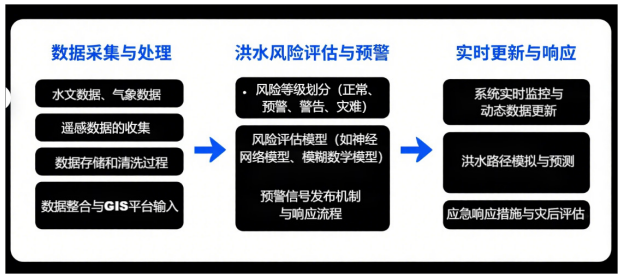 数据采集与处理
水文数据、气象数据
遥感数据的收集
数据存储和清洗过程
数据整合与GIS平台输入
洪水风险评估与预警
• 风险等级划分（正常、
预警、警告、灾难）
风险评估模型（如神经
网络模型、模糊数学模型）
预警信号发布机制
与响应流程
实时更新与响应
系统实时监控与
动态数据更新
洪水路径模拟与预测
应急响应措施与灾后评估